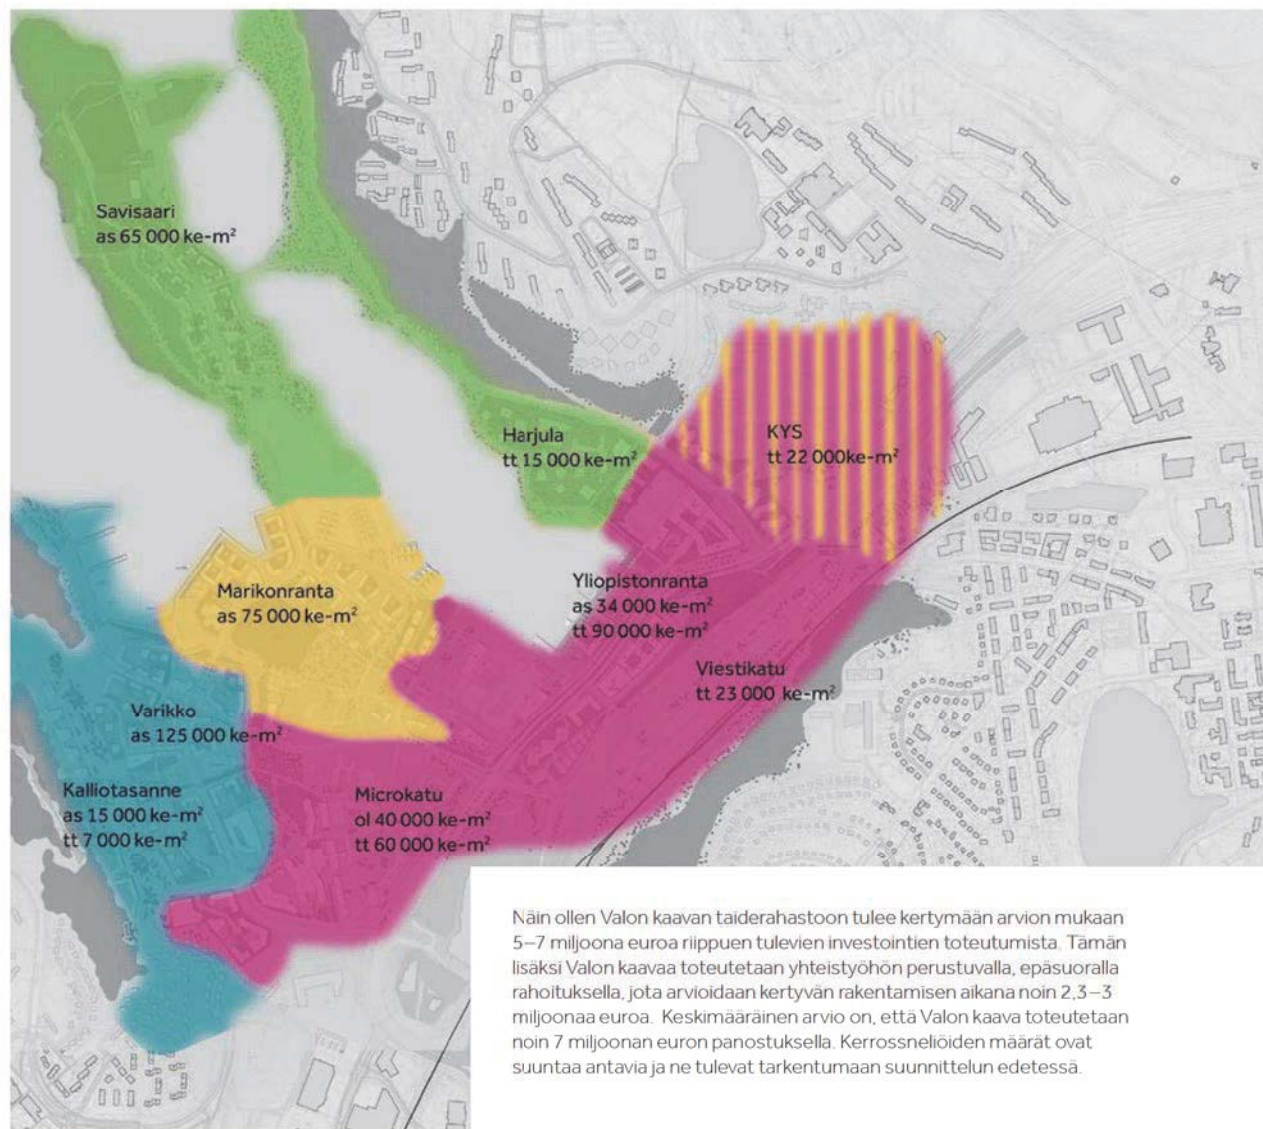 Savisaari
as 65 000 ke-m²
Harjula
tt 15 000 ke-m²
KYS
tt 22 000ke-m²
Marikonranta
as 75 000 ke-m²
Yliopistonranta
as 34 000 ke-m²
tt 90 000 ke-m²
Viestikatu
tt 23 000 ke-m²
Varikko
as 125 000 ke-m²
Kalliotasanne
as 15 000 ke-m²
tt 7 000 ke-m²
Microkatu
ol 40 000 ke-m²
tt 60 000 ke-m²
Näin ollen Valon kaavan taiderahastoon tulee kertymään arvion mukaan
5–7 miljoona euroa riippuen tulevien investointien toteutumista. Tämän
lisäksi Valon kaavaa toteutetaan yhteistyöhön perustuvalla, epäsuoralla
rahoituksella, jota arvioidaan kertyvän rakentamisen aikana noin 2,3–3
miljoonaa euroa. Keskimääräinen arvio on, että Valon kaava toteutetaan
noin 7 miljoonan euron panostuksella. Kerrosneliöiden määrät ovat
suuntaa antavia ja ne tulevat tarkentumaan suunnittelun edetessä.